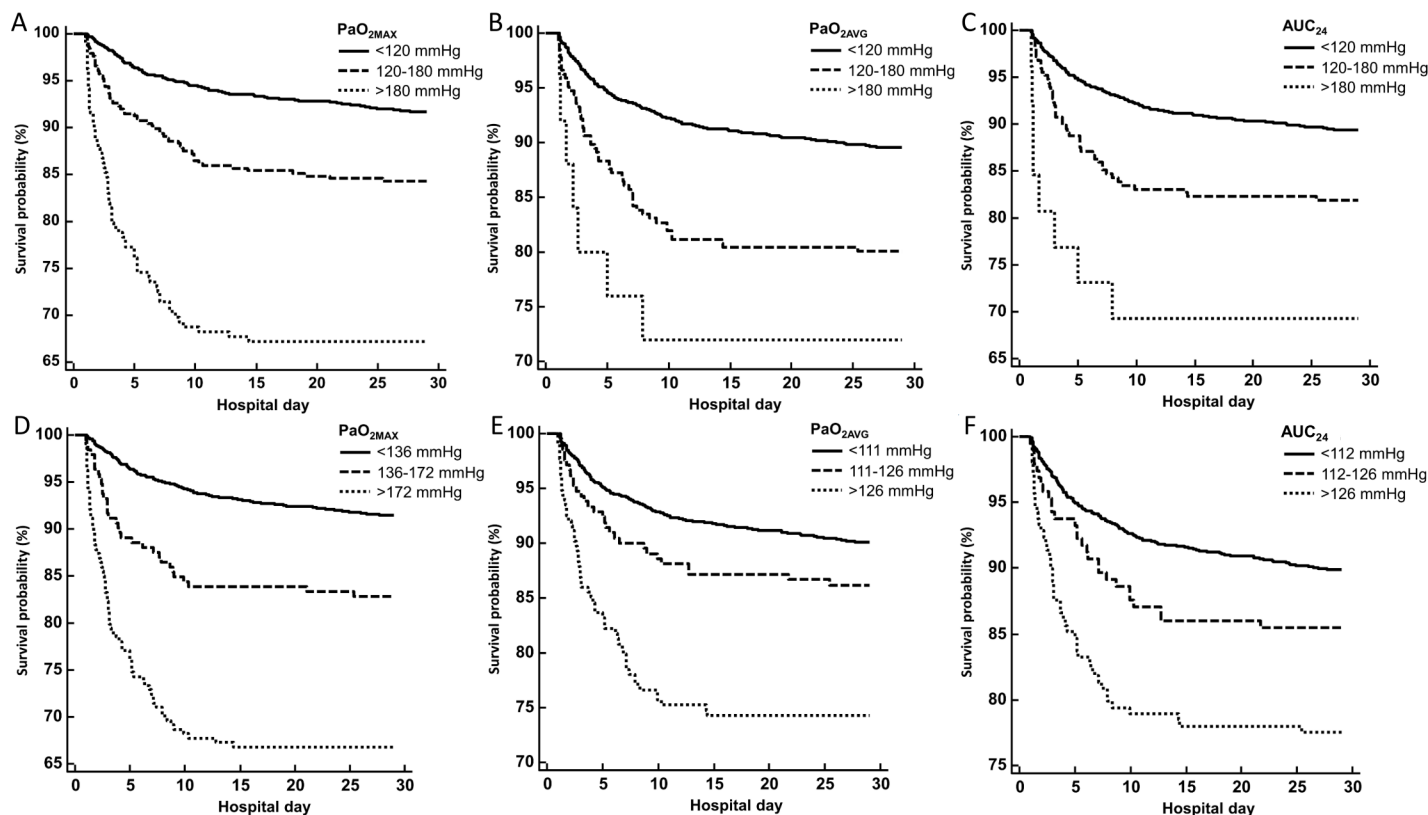 A
PaO2MAX
<120 mmHg
120-180 mmHg
>180 mmHg
Survival probability (%)
100
95
90
85
80
75
70
65
0 5 10 15 20 25 30
Hospital day
B
PaO2AVG
<120 mmHg
120-180 mmHg
>180 mmHg
Survival probability (%)
100
95
90
85
80
75
70
0 5 10 15 20 25 30
Hospital day
C
AUC24
<120 mmHg
120-180 mmHg
>180 mmHg
Survival probability (%)
100
95
90
85
80
75
70
65
0 5 10 15 20 25 30
Hospital day
D
PaO2MAX
<136 mmHg
136-172 mmHg
>172 mmHg
Survival probability (%)
100
95
90
85
80
75
70
65
0 5 10 15 20 25 30
Hospital day
E
PaO2AVG
<111 mmHg
111-126 mmHg
>126 mmHg
Survival probability (%)
100
95
90
85
80
75
70
0 5 10 15 20 25 30
Hospital day
F
AUC24
<112 mmHg
112-126 mmHg
>126 mmHg
Survival probability (%)
100
95
90
85
80
75
0 5 10 15 20 25 30
Hospital day